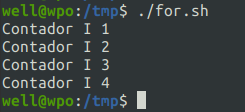 well@wpo:/tmp$ ./for.sh
Contador I 1
Contador I 2
Contador I 3
Contador I 4
well@wpo:/tmp$